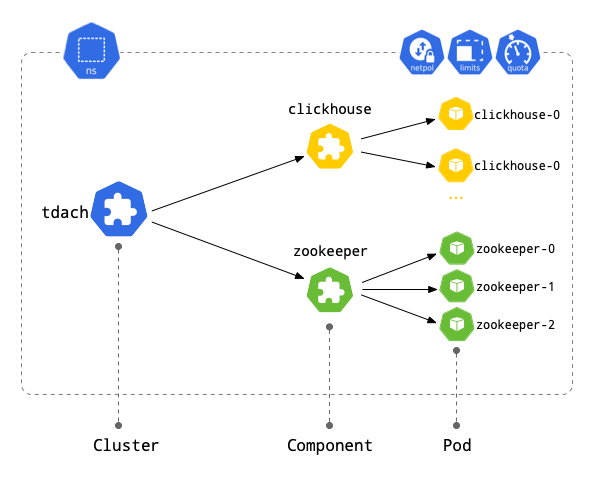 ns
netpol
limits
quota
clickhouse
clickhouse-0
clickhouse-0
...
tdach
zookeeper
zookeeper-0
zookeeper-1
zookeeper-2
Cluster
Component
Pod